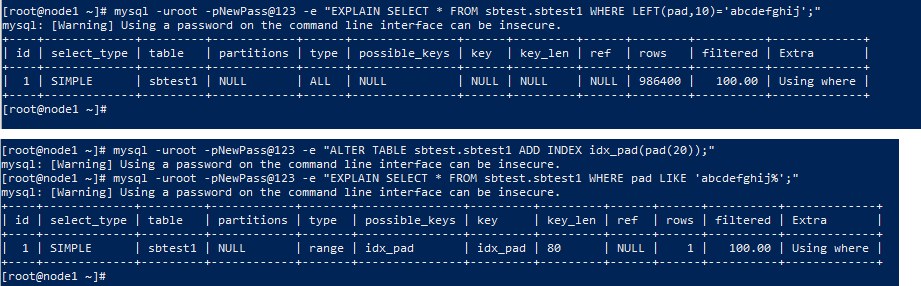 [root@node1 ~]# mysql -uroot -pNewPass@123 -e "EXPLAIN SELECT * FROM sbtest.sbtest1 WHERE LEFT(pad,10)='abcdefghij';"
mysql: [Warning] Using a password on the command line interface can be insecure.
+----+-------------+---------+------------+------+---------------+------+---------+------+--------+----------+-------------+
| id | select_type | table   | partitions | type | possible_keys | key  | key_len | ref  | rows   | filtered | Extra       |
+----+-------------+---------+------------+------+---------------+------+---------+------+--------+----------+-------------+
|  1 | SIMPLE      | sbtest1 | NULL       | ALL  | NULL          | NULL | NULL    | NULL | 986400 |   100.00 | Using where |
+----+-------------+---------+------------+------+---------------+------+---------+------+--------+----------+-------------+
[root@node1 ~]#
[root@node1 ~]# mysql -uroot -pNewPass@123 -e "ALTER TABLE sbtest.sbtest1 ADD INDEX idx_pad(pad(20));"
mysql: [Warning] Using a password on the command line interface can be insecure.
[root@node1 ~]# mysql -uroot -pNewPass@123 -e "EXPLAIN SELECT * FROM sbtest.sbtest1 WHERE pad LIKE 'abcdefghij%';"
mysql: [Warning] Using a password on the command line interface can be insecure.
+----+-------------+---------+------------+-------+---------------+---------+---------+------+------+----------+-------------+
| id | select_type | table   | partitions | type  | possible_keys | key     | key_len | ref  | rows | filtered | Extra       |
+----+-------------+---------+------------+-------+---------------+---------+---------+------+------+----------+-------------+
|  1 | SIMPLE      | sbtest1 | NULL       | range | idx_pad       | idx_pad | 80      | NULL |    1 |   100.00 | Using where |
+----+-------------+---------+------------+-------+---------------+---------+---------+------+------+----------+-------------+
[root@node1 ~]#